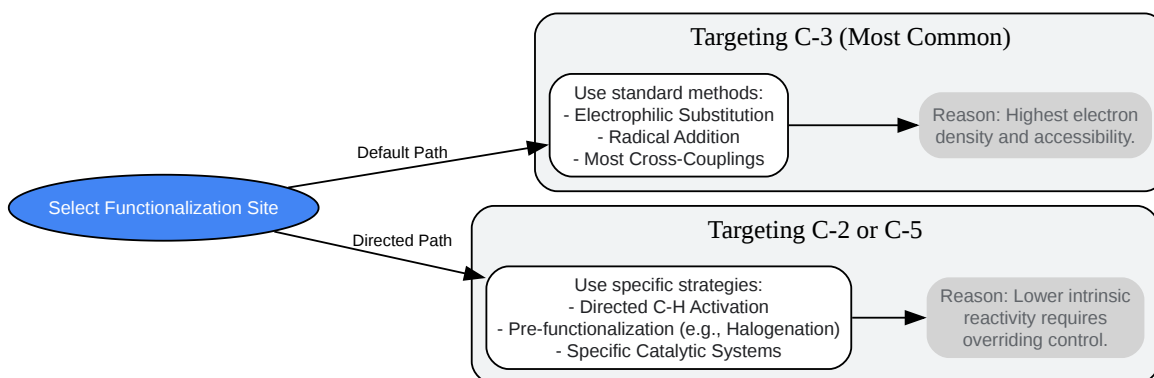 Targeting C-3 (Most Common)
Use standard methods:
- Electrophilic Substitution
- Radical Addition
- Most Cross-Couplings
Reason: Highest electron
density and accessibility.
Default Path
Select Functionalization Site
Directed Path
Targeting C-2 or C-5
Use specific strategies:
- Directed C-H Activation
- Pre-functionalization (e.g., Halogenation)
- Specific Catalytic Systems
Reason: Lower intrinsic
reactivity requires
overriding control.